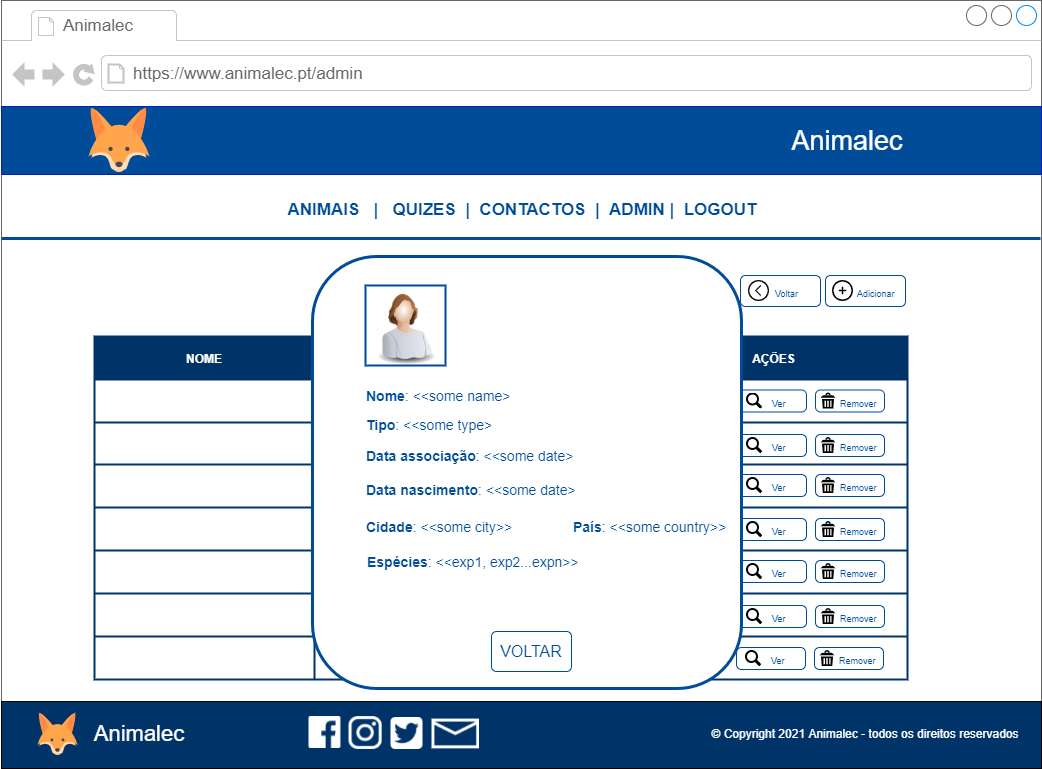 Animalec
https://www.animalec.pt/admin
Animalec
ANIMAIS | QUIZES | CONTACTOS | ADMIN | LOGOUT
Voltar
Adicionar
NOME
AÇÕES
Nome: <<some name>>
Tipo: <<some type>>
Data associação: <<some date>>
Data nascimento: <<some date>>
Cidade: <<some city>> País: <<some country>>
Espécies: <<exp1, exp2...expn>>
VOLTAR
Ver Remover
Ver Remover
Ver Remover
Ver Remover
Ver Remover
Ver Remover
Ver Remover
Animalec
© Copyright 2021 Animalec - todos os direitos reservados